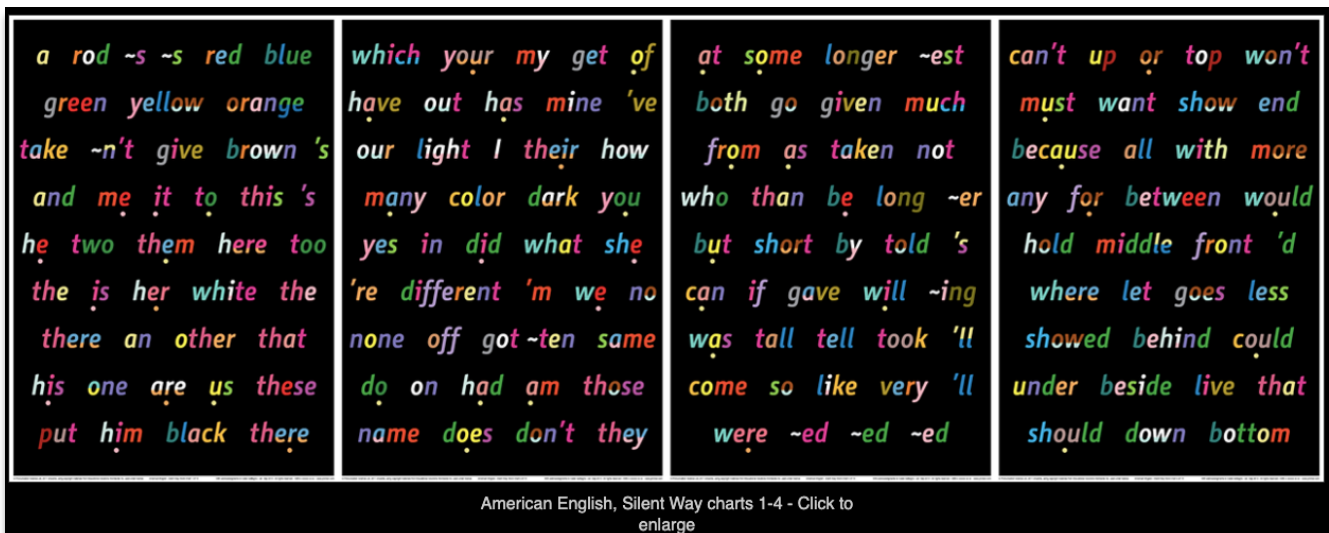 a rod ~s ~s red blue
green yellow orange
take ~n't give brown 's
and me it to this 's
he two them here too
the is her white the
there an other that
his one are us these
put him black there
which your my get of
have out has mine 've
our light I their how
many color dark you
yes in did what she
're different 'm we no
none off got ~ten same
do on had am those
name does don't they
at some longer ~est
both go given much
from as taken not
who than be long ~er
but short by told 's
can if gave will ~ing
was tall tell took 'll
come so like very 'll
were ~ed ~ed ~ed
can't up or top won't
must want show end
because all with more
any for between would
hold middle front 'd
where let goes less
showed behind could
under beside live that
should down bottom
American English, Silent Way charts 1-4 - Click to
enlarge